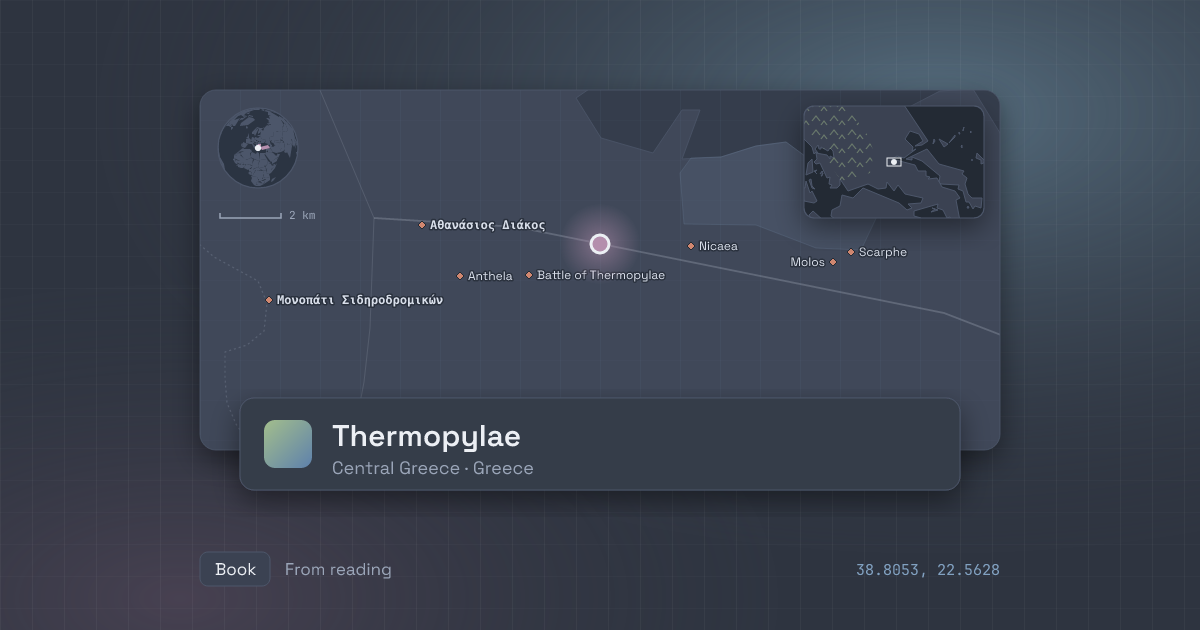 2 km
Αθανάσιος Διάκος
Nicaea
Scarphe
Molos
Anthela
Battle of Thermopylae
Μονοπάτι Σιδηροδρομικών
Thermopylae
Central Greece · Greece
Book
From reading
38.8053, 22.5628